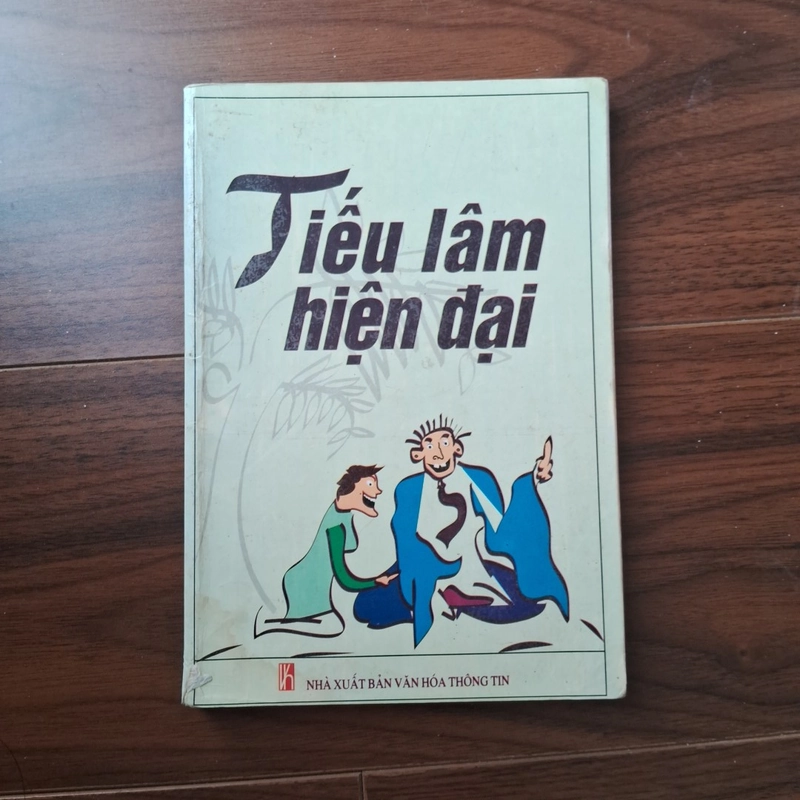 Tiếu lâm
hiện đại
NHÀ XUẤT BẢN VĂN HÓA THÔNG TIN